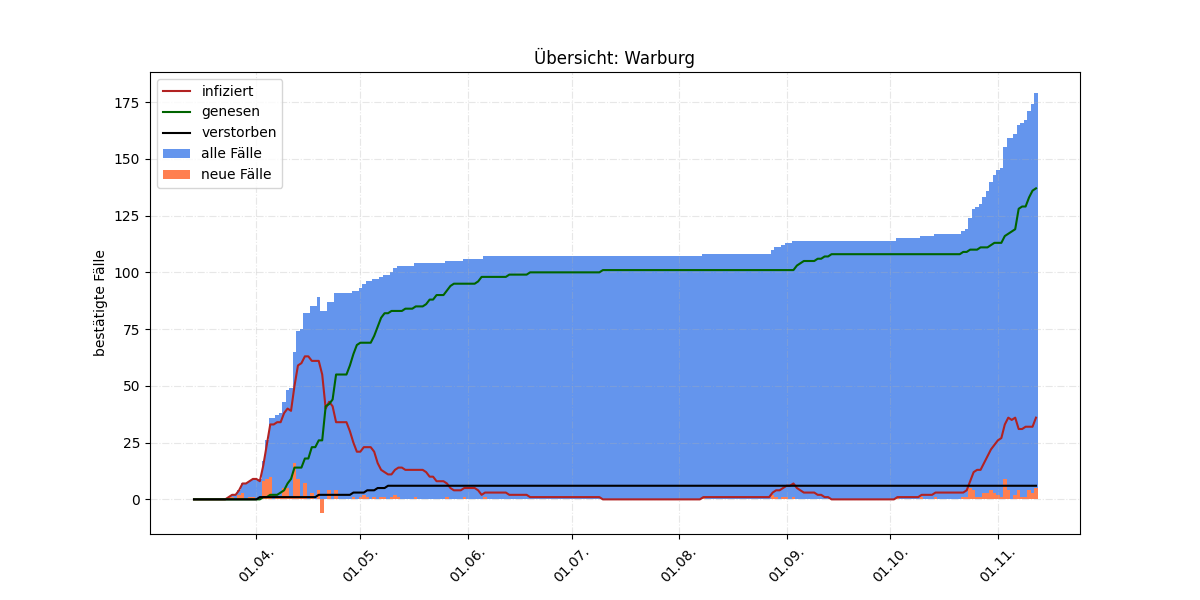 Übersicht: Warburg
infiziert
genesen
verstorben
alle Fälle
neue Fälle
bestätigte Fälle
175
150
125
100
75
50
25
0
01.04.
01.05.
01.06.
01.07.
01.08.
01.09.
01.10.
01.11.